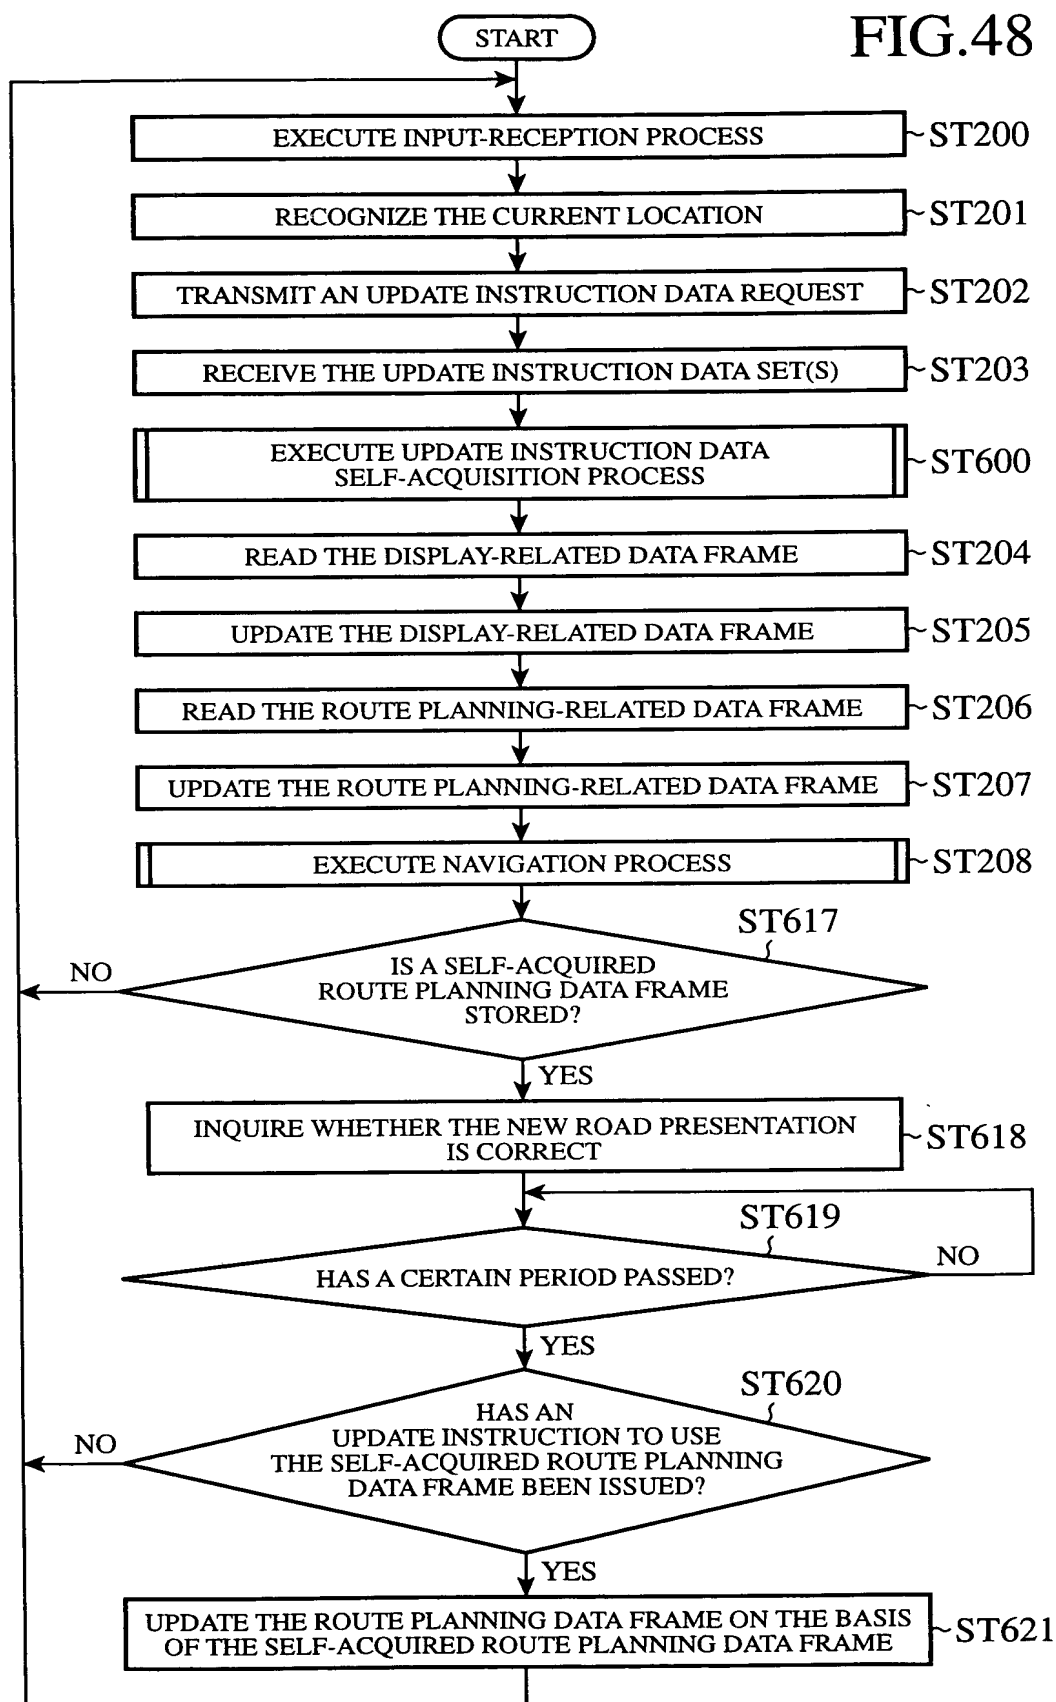 FIG.48
START
EXECUTE INPUT-RECEPTION PROCESS
~ST200
RECOGNIZE THE CURRENT LOCATION
~ST201
TRANSMIT AN UPDATE INSTRUCTION DATA REQUEST
~ST202
RECEIVE THE UPDATE INSTRUCTION DATA SET(S)
~ST203
EXECUTE UPDATE INSTRUCTION DATA
SELF-ACQUISITION PROCESS
~ST600
READ THE DISPLAY-RELATED DATA FRAME
~ST204
UPDATE THE DISPLAY-RELATED DATA FRAME
~ST205
READ THE ROUTE PLANNING-RELATED DATA FRAME
~ST206
UPDATE THE ROUTE PLANNING-RELATED DATA FRAME
~ST207
EXECUTE NAVIGATION PROCESS
~ST208
ST617
NO
IS A SELF-ACQUIRED
ROUTE PLANNING DATA FRAME
STORED?
YES
INQUIRE WHETHER THE NEW ROAD PRESENTATION
IS CORRECT
~ST618
ST619
NO
HAS A CERTAIN PERIOD PASSED?
YES
ST620
HAS AN
UPDATE INSTRUCTION TO USE
NO
THE SELF-ACQUIRED ROUTE PLANNING
DATA FRAME BEEN ISSUED?
YES
UPDATE THE ROUTE PLANNING DATA FRAME ON THE BASIS
OF THE SELF-ACQUIRED ROUTE PLANNING DATA FRAME
~ST621